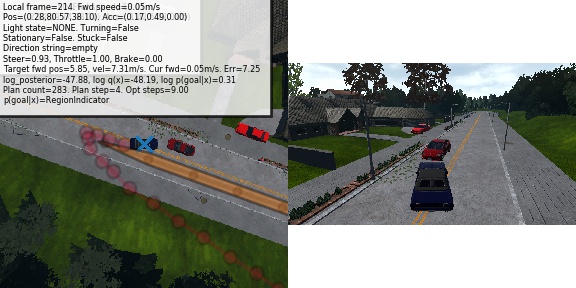 Local frame=214. Fwd.speed=0.05m/s
Pos=(0.28,80.57,38.10). Acc=(0.17,0.49,0.00)
Light state=NONE. Turning=False
Stationary=False. Stuck=False
Direction string=empty
Steer=0.93, Throttle=1.00, Brake=0.00
Target fwd pos=5.85, vel=7.31m/s. Cur fwd=0.05m/s. Err=7.25
log_posterior=-47.88, log q(x)=-48.19, log p(goal|x)=0.31
Plan count=283. Plan step=4. Opt steps=9.00
p(goal|x)=RegionIndicator